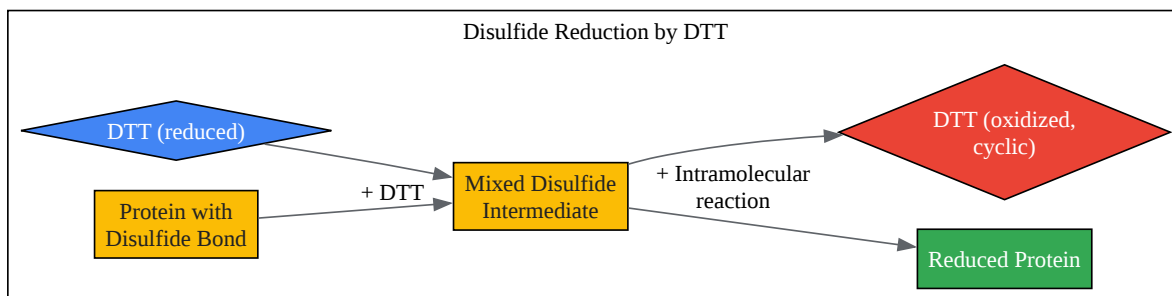 Disulfide Reduction by DTT
DTT (reduced)
Protein with
Disulfide Bond
+ DTT
Mixed Disulfide
Intermediate
+ Intramolecular
reaction
DTT (oxidized,
cyclic)
Reduced Protein